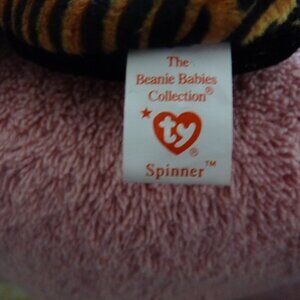 The
Beanie Babies
Collection®
ty
®
Spinner™